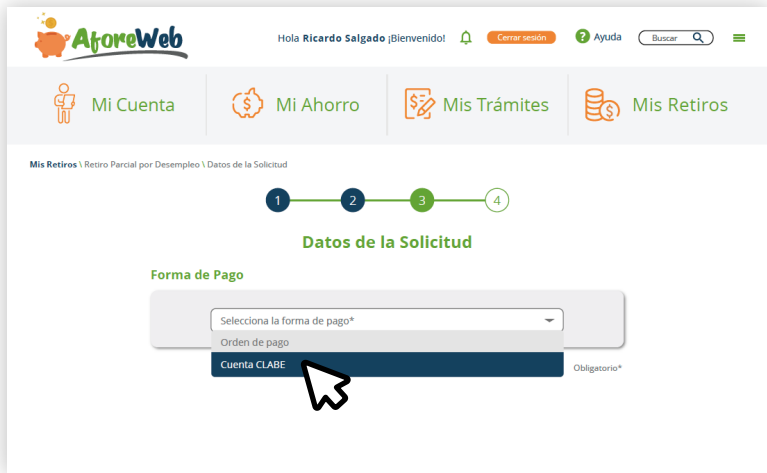 AforeWeb
Hola Ricardo Salgado ¡Bienvenido!
Cerrar sesión
? Ayuda
Buscar
Mi Cuenta
Mi Ahorro
Mis Trámites
Mis Retiros
Mis Retiros \ Retiro Parcial por Desempleo \ Datos de la Solicitud
1 2 3 4
Datos de la Solicitud
Forma de Pago
Selecciona la forma de pago*
Orden de pago
Cuenta CLABE
Obligatorio*